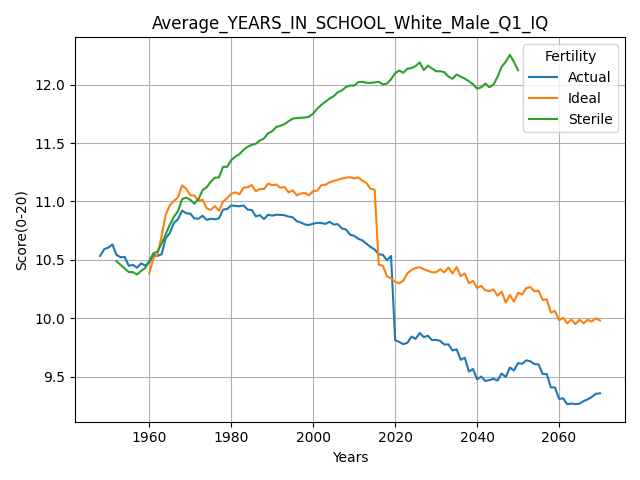 Average_YEARS_IN_SCHOOL_White_Male_Q1_IQ
Fertility
Actual
Ideal
Sterile
Score(0-20)
12.0
11.5
11.0
10.5
10.0
9.5
1960
1980
2000
2020
2040
2060
Years